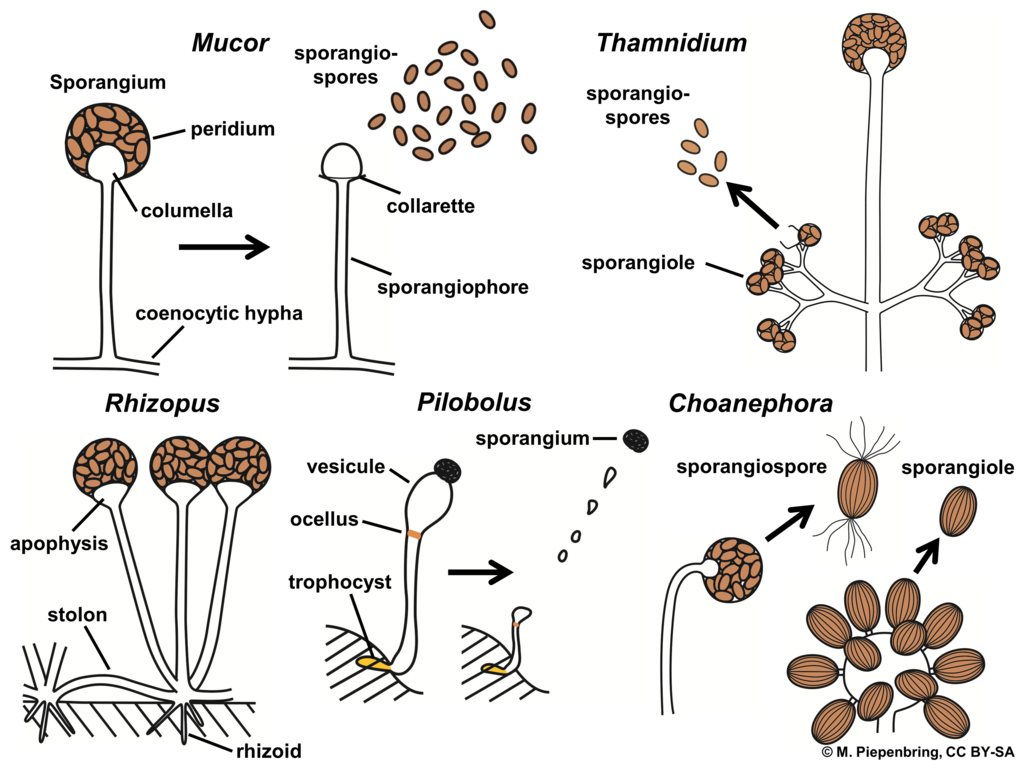 Mucor
Sporangium
peridium
columella
coenocytic hypha
sporangio-
spores
collarette
sporangiophore
Thamnidium
sporangio-
spores
sporangiole
Rhizopus
apophysis
stolon
rhizoid
Pilobolus
sporangium
vesicule
ocellus
trophocyst
Choanephora
sporangiospore
sporangiole
© M. Piepenbring, CC BY-SA